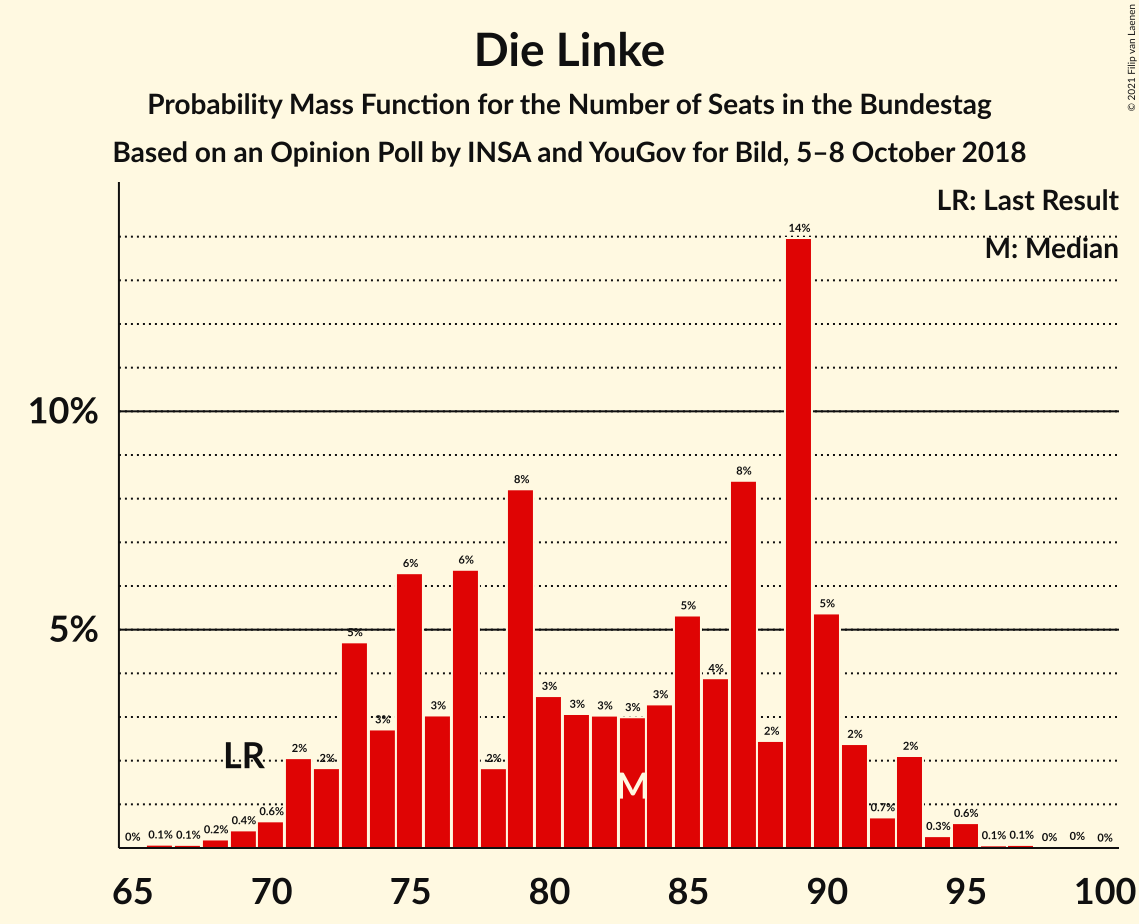 Die Linke
Probability Mass Function for the Number of Seats in the Bundestag
Based on an Opinion Poll by INSA and YouGov for Bild, 5–8 October 2018
© 2021 Filip van Laenen
LR: Last Result
M: Median
10%
5%
0% 0.1% 0.1% 0.2% 0.4% 0.6% 2% 2% 5% 3% 6% 3% 6% 2% 8% 3% 3% 3% 3% 3% 5% 4% 8% 2% 14% 5% 2% 0.7% 2% 0.3% 0.6% 0.1% 0.1% 0% 0% 0%
LR
M
65 70 75 80 85 90 95 100